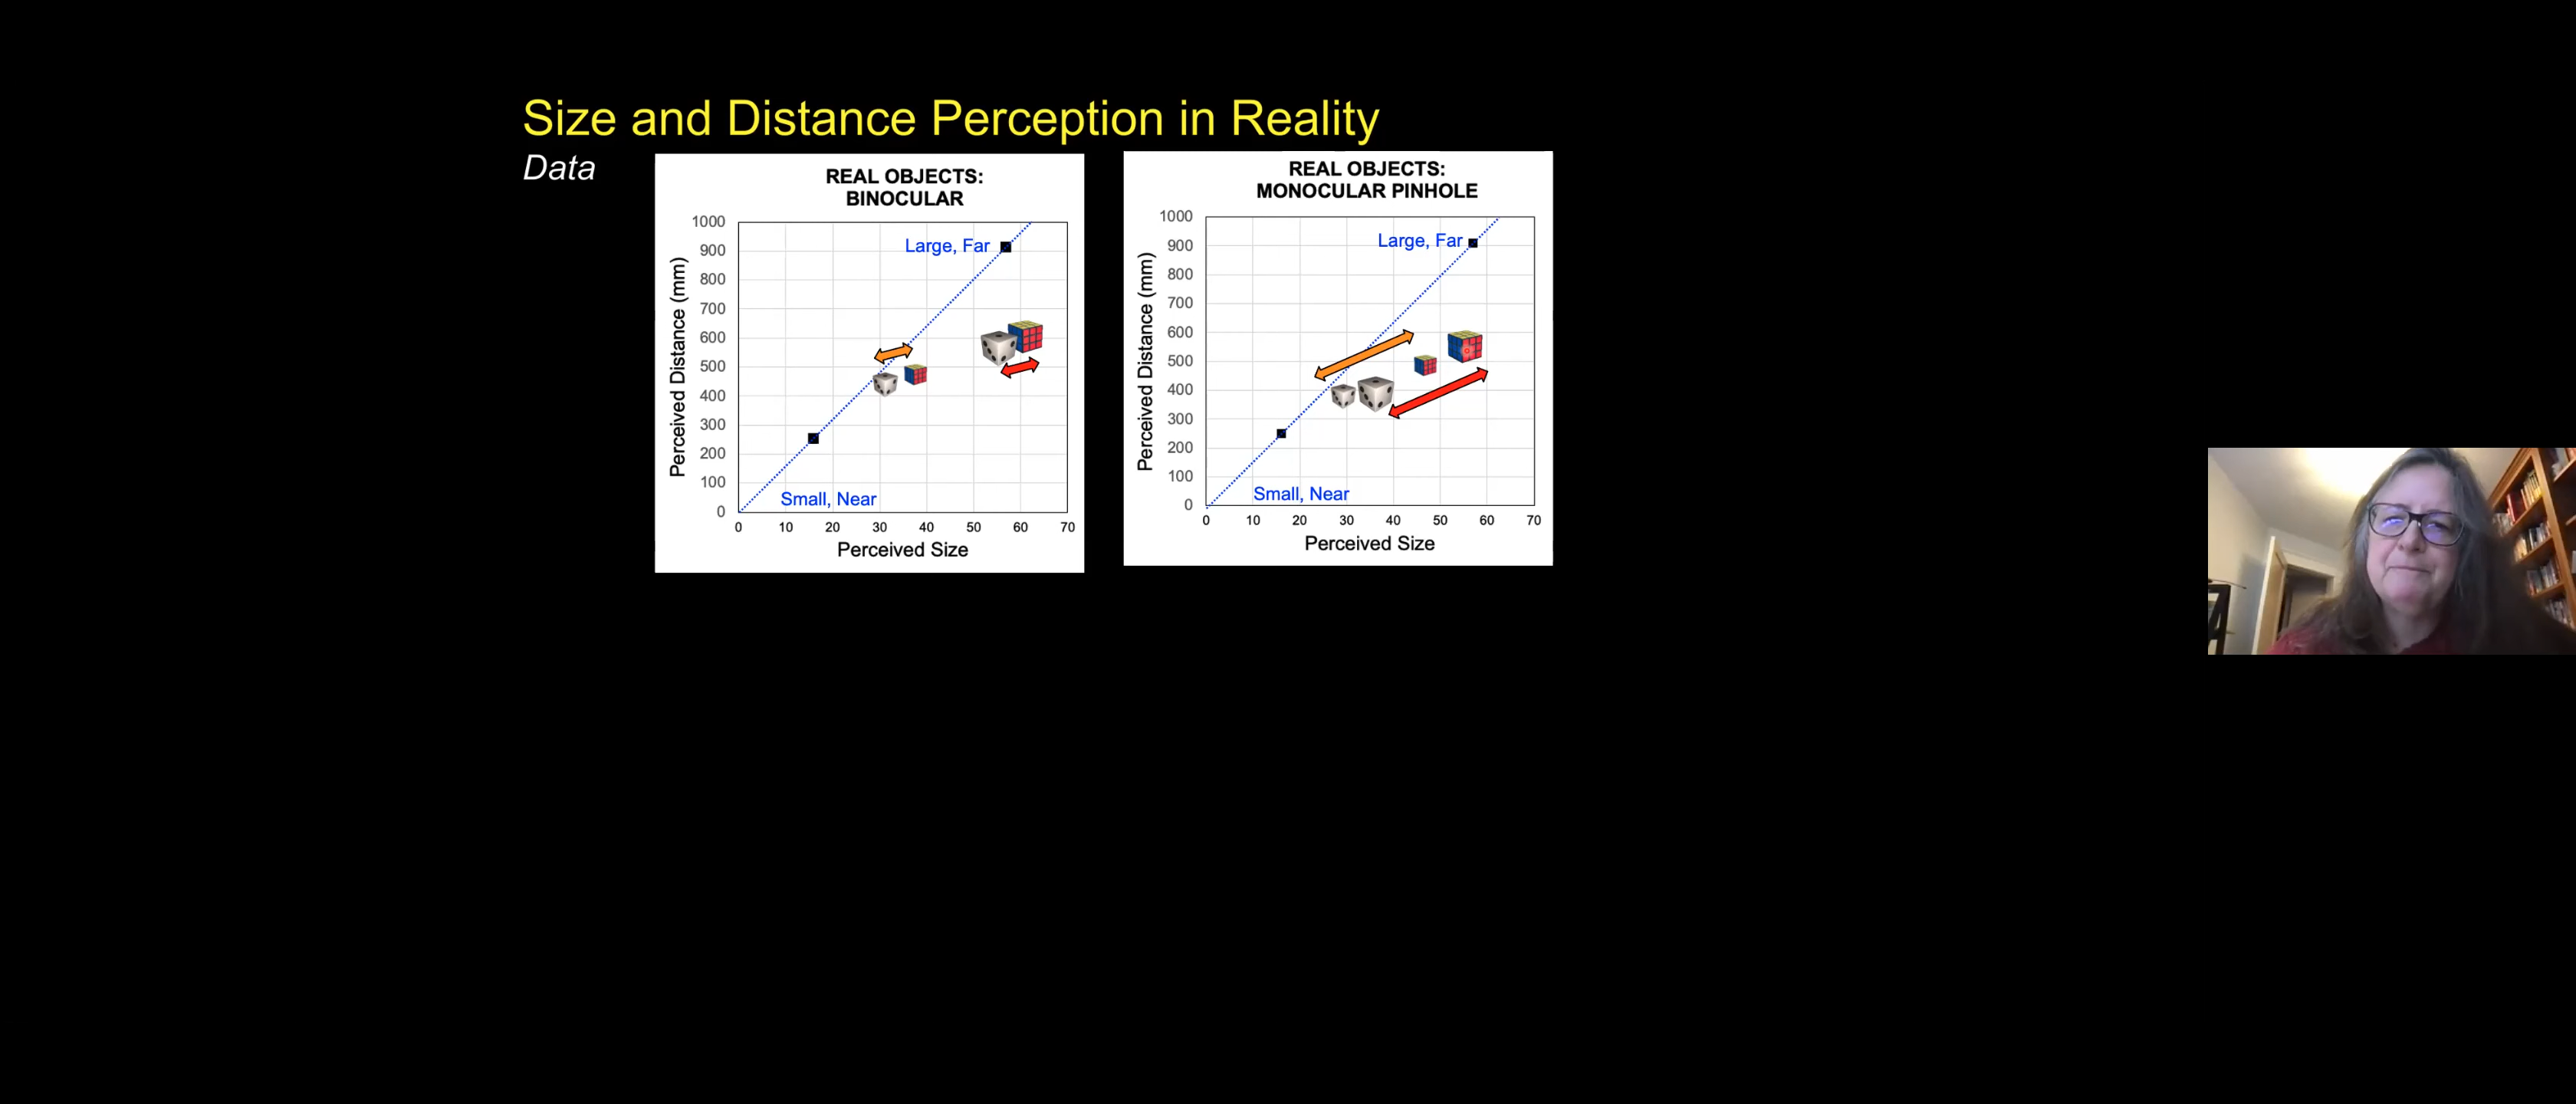 Size and Distance Perception in Reality
Data
REAL OBJECTS:
BINOCULAR
1000
900
800
700
600
500
400
300
200
100
0
Perceived Distance (mm)
Large, Far
Small, Near
0 10 20 30 40 50 60 70
Perceived Size
REAL OBJECTS:
MONOCULAR PINHOLE
1000
900
800
700
600
500
400
300
200
100
0
Perceived Distance (mm)
Large, Far
Small, Near
0 10 20 30 40 50 60 70
Perceived Size